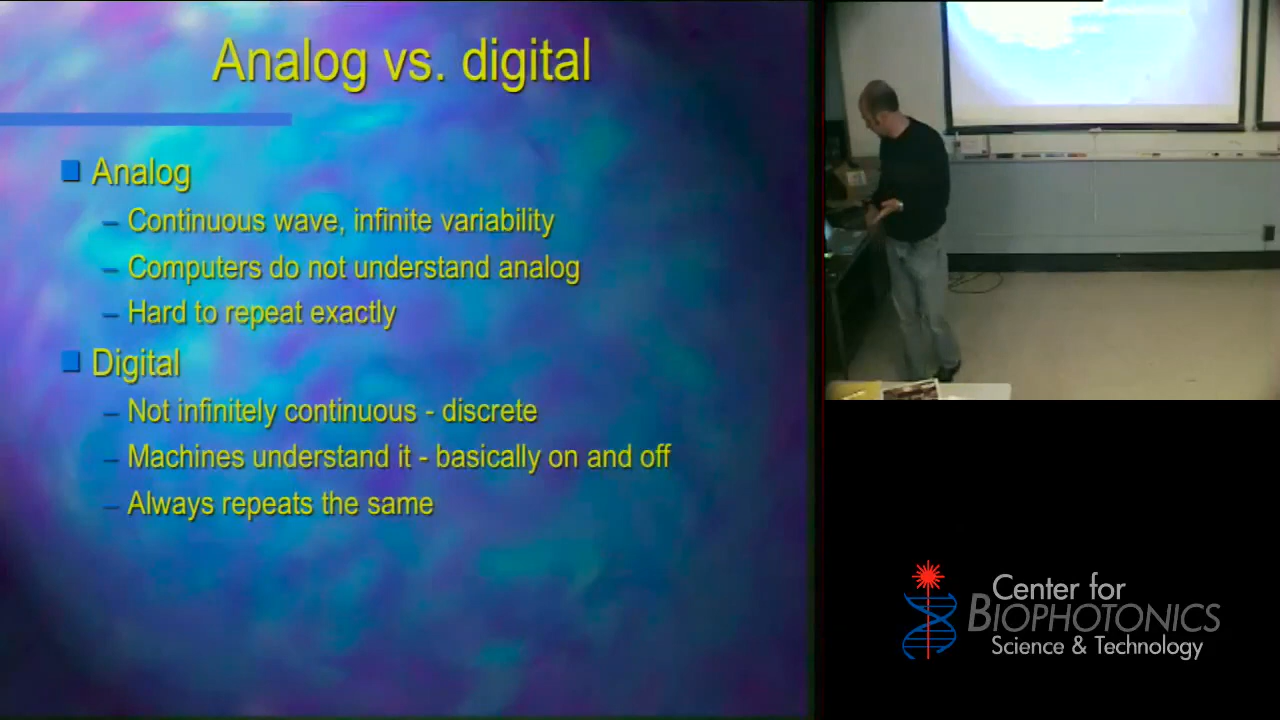 Analog vs. digital
Analog
– Continuous wave, infinite variability
– Computers do not understand analog
– Hard to repeat exactly
Digital
– Not infinitely continuous - discrete
– Machines understand it - basically on and off
– Always repeats the same
Center for
BIOPHOTONICS
Science & Technology